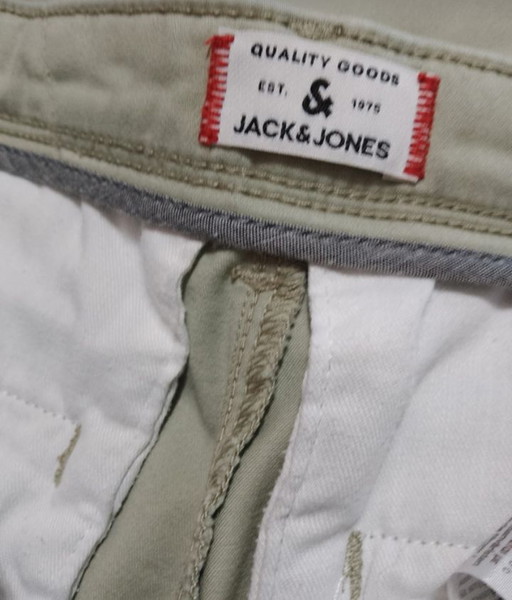 QUALITY GOODS
EST. & 1975
JACK&JONES